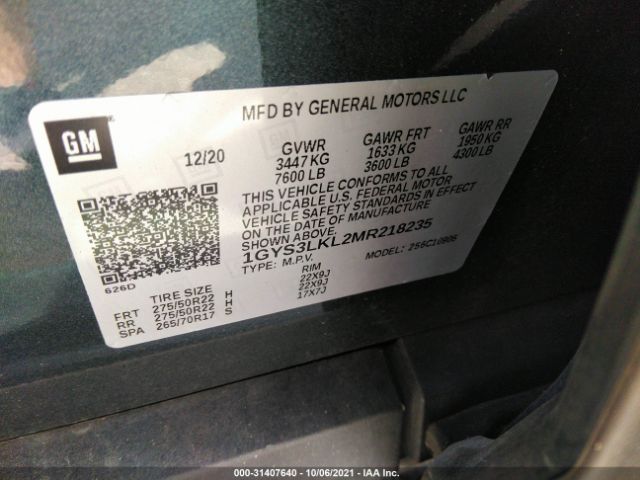 MFD BY GENERAL MOTORS LLC
GM
12/20 GVWR GAWR FRT GAWR RR
3447 KG 1633 KG 1950 KG
7600 LB 3600 LB 4300 LB
THIS VEHICLE CONFORMS TO ALL
APPLICABLE U.S. FEDERAL MOTOR
VEHICLE SAFETY STANDARDS IN EFFECT
ON THE DATE OF MANUFACTURE
SHOWN ABOVE.
1GYS3LKL2MR218235
TYPE: M.P.V. MODEL: 256C10906
626D
TIRE SIZE RIM
FRT 275/50R22 H 22X9J
RR 275/50R22 H 22X9J
SPA 265/70R17 S 17X7J
000-31407640 | 10/06/2021 | IAA Inc.